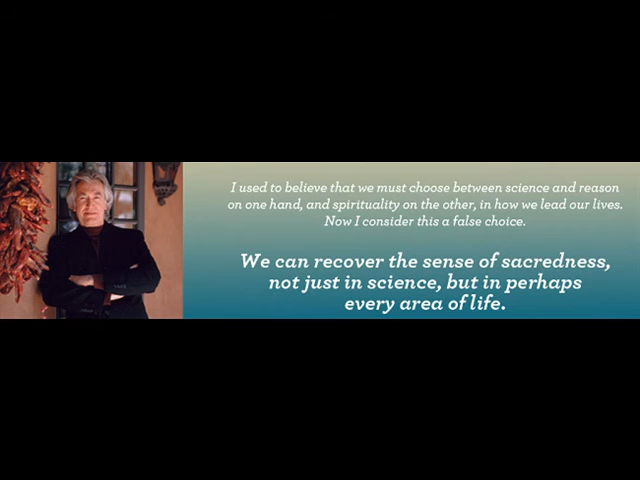 I used to believe that we must choose between science and reason
on one hand, and spirituality on the other, in how we lead our lives.
Now I consider this a false choice.
We can recover the sense of sacredness,
not just in science, but in perhaps
every area of life.